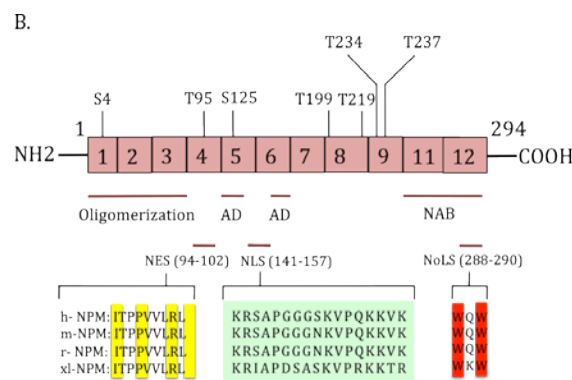 B.
T234 T237
S4 T95 S125 T199 T219
1 294
NH2 1 2 3 4 5 6 7 8 9 11 12 COOH
Oligomerization AD AD NAB
NES (94-102) NLS (141-157) NoLS (288-290)
h- NPM: ITPPVVLRL KRSAPGGGSKVPQKKVK WQW
m-NPM: ITPPVVLRL KRSAPGGGNKVPQKKVK WQW
r- NPM: ITPPVVLRL KRSAPGGGNKVPQKKVK WQW
xl-NPM: ITPPVVLRL KRIAPDSASKVPRKKTR WKW